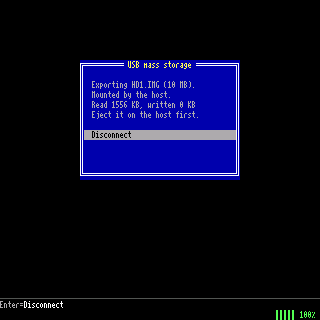 USB mass storage
Exporting HD1.IMG (10 MB).
Mounted by the host.
Read 1556 KB, written 0 KB
Eject it on the host first.
Disconnect
Enter=Disconnect
100%